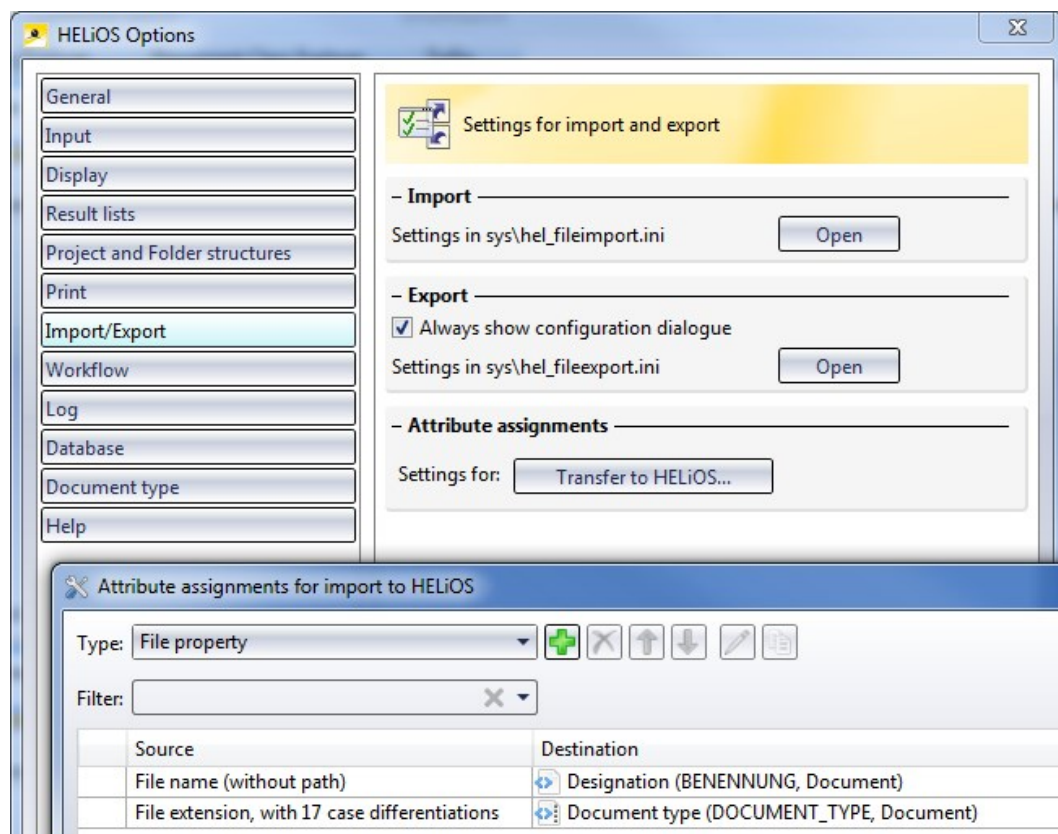 HELiOS Options
General
Input
Display
Result lists
Project and Folder structures
Print
Import/Export
Workflow
Log
Database
Document type
Help
Settings for import and export
– Import
Settings in sys\hel_fileimport.ini Open
– Export
Always show configuration dialogue
Settings in sys\hel_fileexport.ini Open
– Attribute assignments
Settings for: Transfer to HELiOS...
Attribute assignments for import to HELiOS
Type: File property
Filter:
Source Destination
File name (without path) Designation (BENENNUNG, Document)
File extension, with 17 case differentiations Document type (DOCUMENT_TYPE, Document)